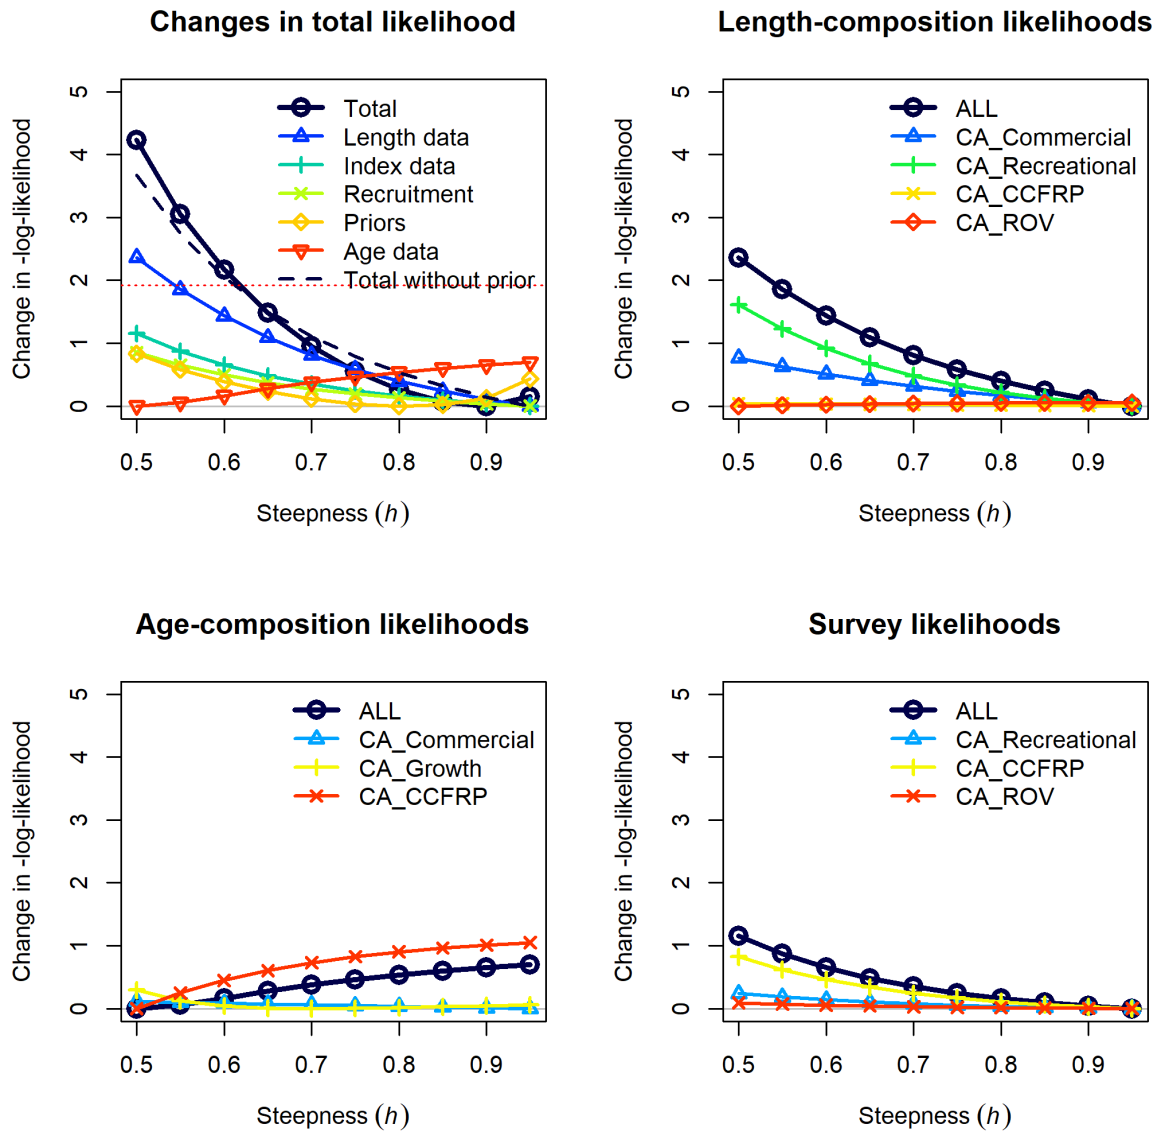 Changes in total likelihood
Change in -log-likelihood
5
4
3
2
1
0
Total
Length data
Index data
Recruitment
Priors
Age data
Total without prior
0.5 0.6 0.7 0.8 0.9
Steepness (h)
Length-composition likelihoods
Change in -log-likelihood
5
4
3
2
1
0
ALL
CA_Commercial
CA_Recreational
CA_CCFRP
CA_ROV
0.5 0.6 0.7 0.8 0.9
Steepness (h)
Age-composition likelihoods
Change in -log-likelihood
5
4
3
2
1
0
ALL
CA_Commercial
CA_Growth
CA_CCFRP
0.5 0.6 0.7 0.8 0.9
Steepness (h)
Survey likelihoods
Change in -log-likelihood
5
4
3
2
1
0
ALL
CA_Recreational
CA_CCFRP
CA_ROV
0.5 0.6 0.7 0.8 0.9
Steepness (h)